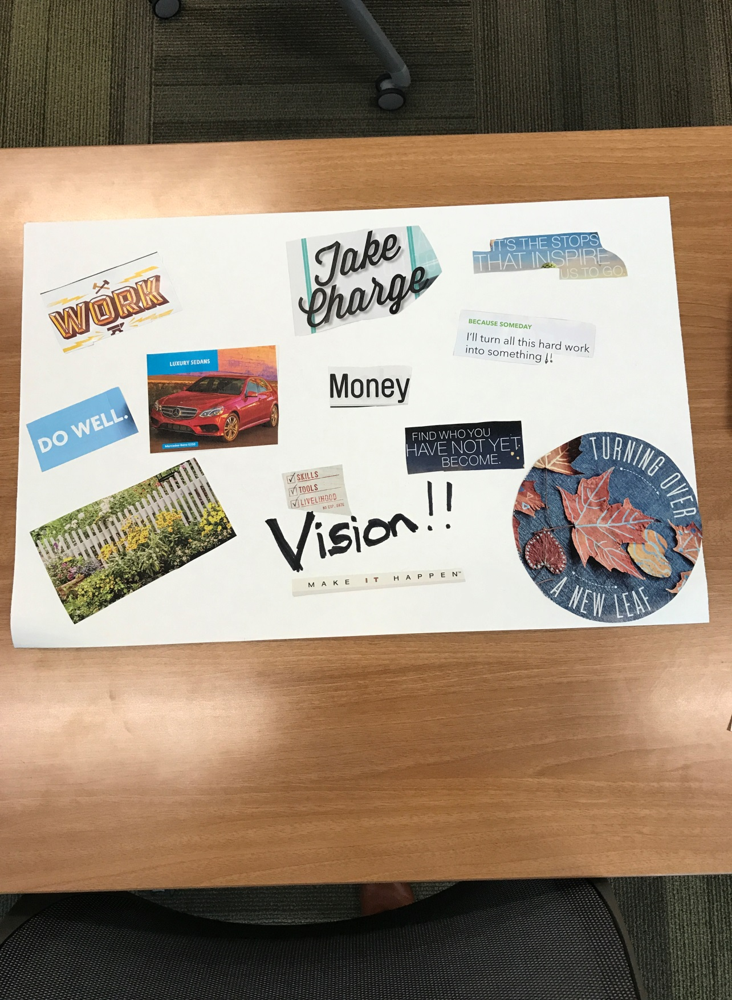 WORK
Take
Charge
IT'S THE STOPS
THAT INSPIRE
US TO GO.
BECAUSE SOMEDAY
I'll turn all this hard work
into something !!
LUXURY SEDANS
Mercedes-Benz E350
Money
DO WELL.
FIND WHO YOU
HAVE NOT YET
BECOME.
SKILLS
TOOLS
LIVELIHOOD
NO EXP. DATE
Vision!!
MAKE IT HAPPEN™
TURNING OVER
A NEW LEAF